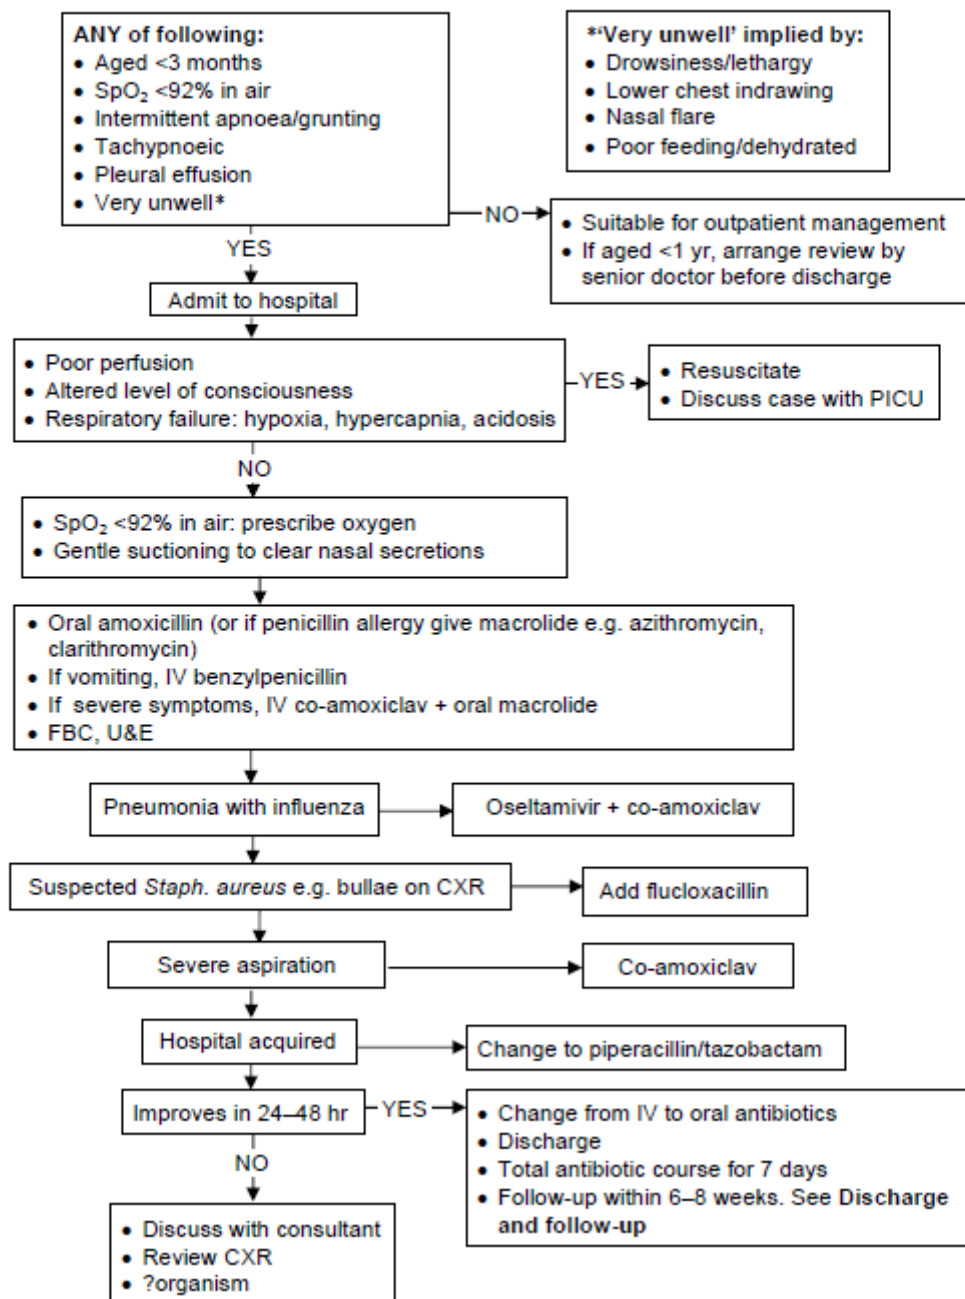 ANY of following:
• Aged <3 months
• SpO₂ <92% in air
• Intermittent apnoea/grunting
• Tachypnoeic
• Pleural effusion
• Very unwell*
*‘Very unwell’ implied by:
• Drowsiness/lethargy
• Lower chest indrawing
• Nasal flare
• Poor feeding/dehydrated
NO
• Suitable for outpatient management
• If aged <1 yr, arrange review by
senior doctor before discharge
YES
Admit to hospital
• Poor perfusion
• Altered level of consciousness
• Respiratory failure: hypoxia, hypercapnia, acidosis
YES
• Resuscitate
• Discuss case with PICU
NO
• SpO₂ <92% in air: prescribe oxygen
• Gentle suctioning to clear nasal secretions
• Oral amoxicillin (or if penicillin allergy give macrolide e.g. azithromycin,
clarithromycin)
• If vomiting, IV benzylpenicillin
• If severe symptoms, IV co-amoxiclav + oral macrolide
• FBC, U&E
Pneumonia with influenza
Oseltamivir + co-amoxiclav
Suspected Staph. aureus e.g. bullae on CXR
Add flucloxacillin
Severe aspiration
Co-amoxiclav
Hospital acquired
Change to piperacillin/tazobactam
Improves in 24–48 hr
YES
• Change from IV to oral antibiotics
• Discharge
• Total antibiotic course for 7 days
• Follow-up within 6–8 weeks. See Discharge
and follow-up
NO
• Discuss with consultant
• Review CXR
• ?organism